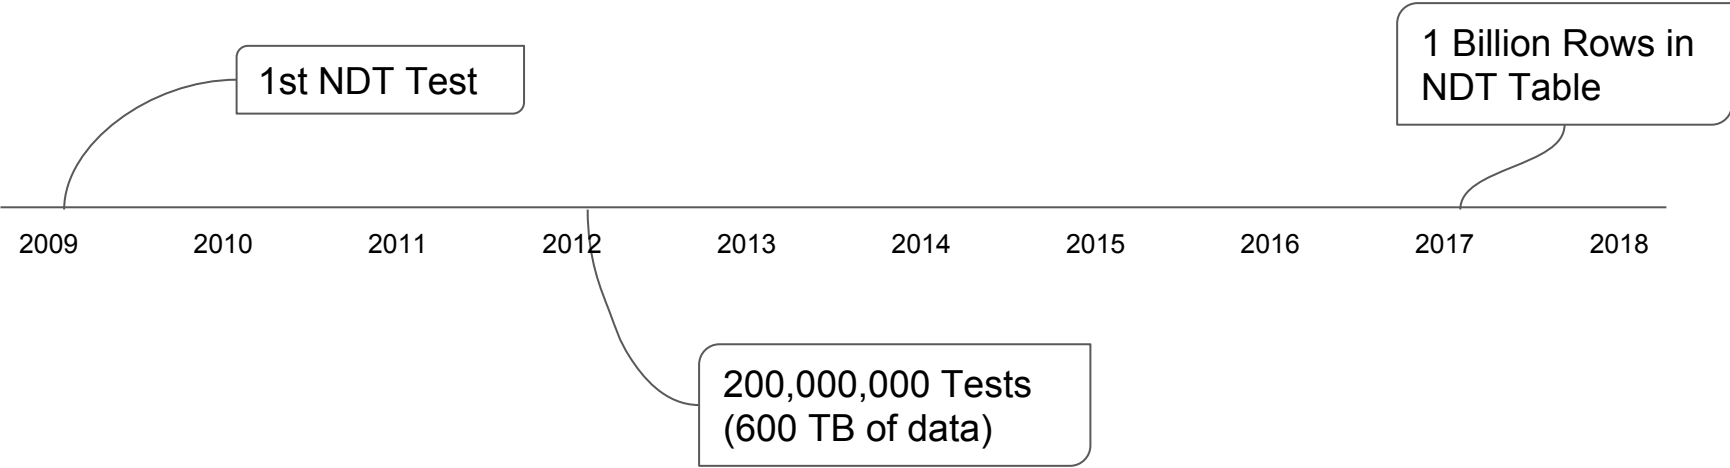 1st NDT Test
1 Billion Rows in
NDT Table
2009 2010 2011 2012 2013 2014 2015 2016 2017 2018
200,000,000 Tests
(600 TB of data)